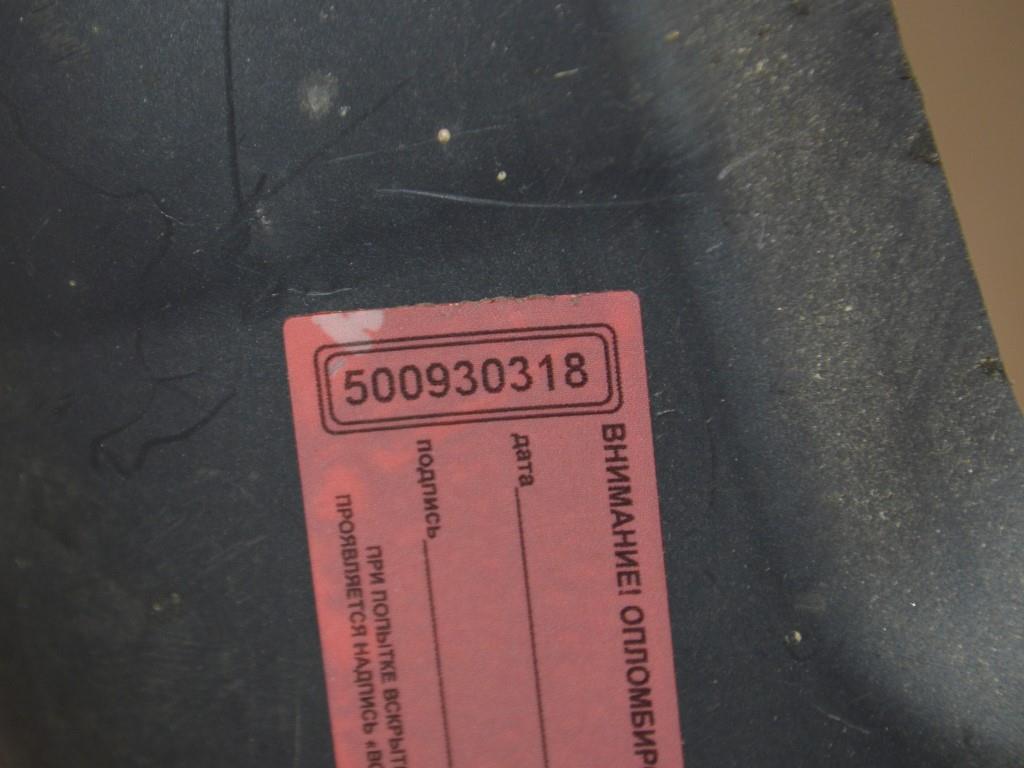 500930318
ВНИМАНИЕ! ОПЛОМБИР
дата
подпись
ПРИ ПОПЫТКЕ ВСКРЫТ
ПРОЯВЛЯЕТСЯ НАДПИСЬ «ВС